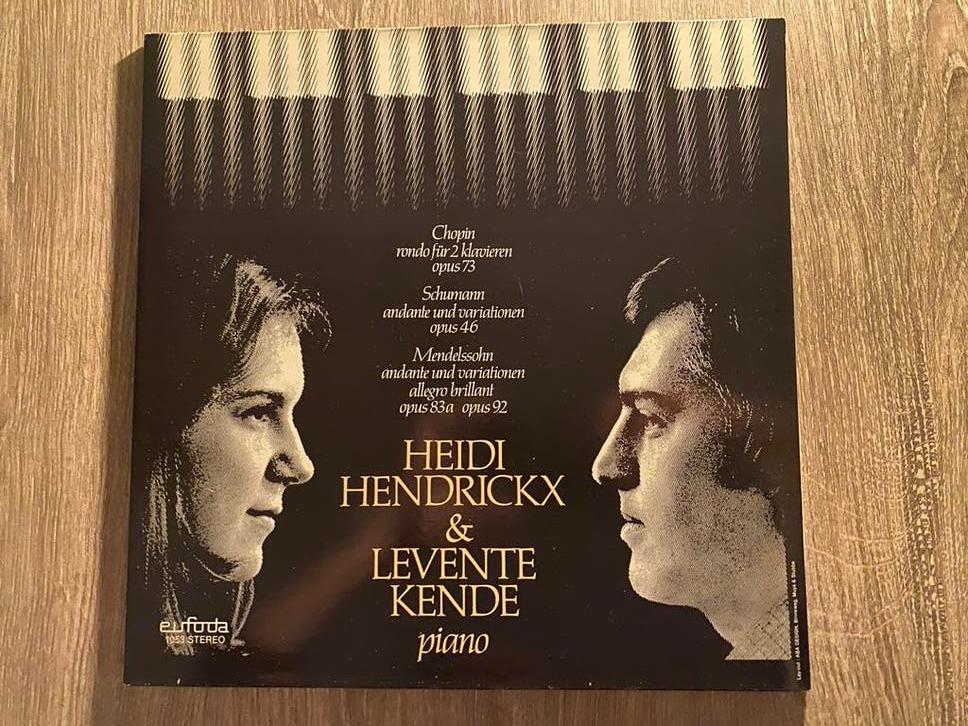 Chopin
rondo für 2 klavieren
opus 73
Schumann
andante und variationen
opus 46
Mendelssohn
andante und variationen
allegro brillant
opus 83a opus 92
HEIDI
HENDRICKX
&
LEVENTE
KENDE
piano
eufoda
1053 STEREO